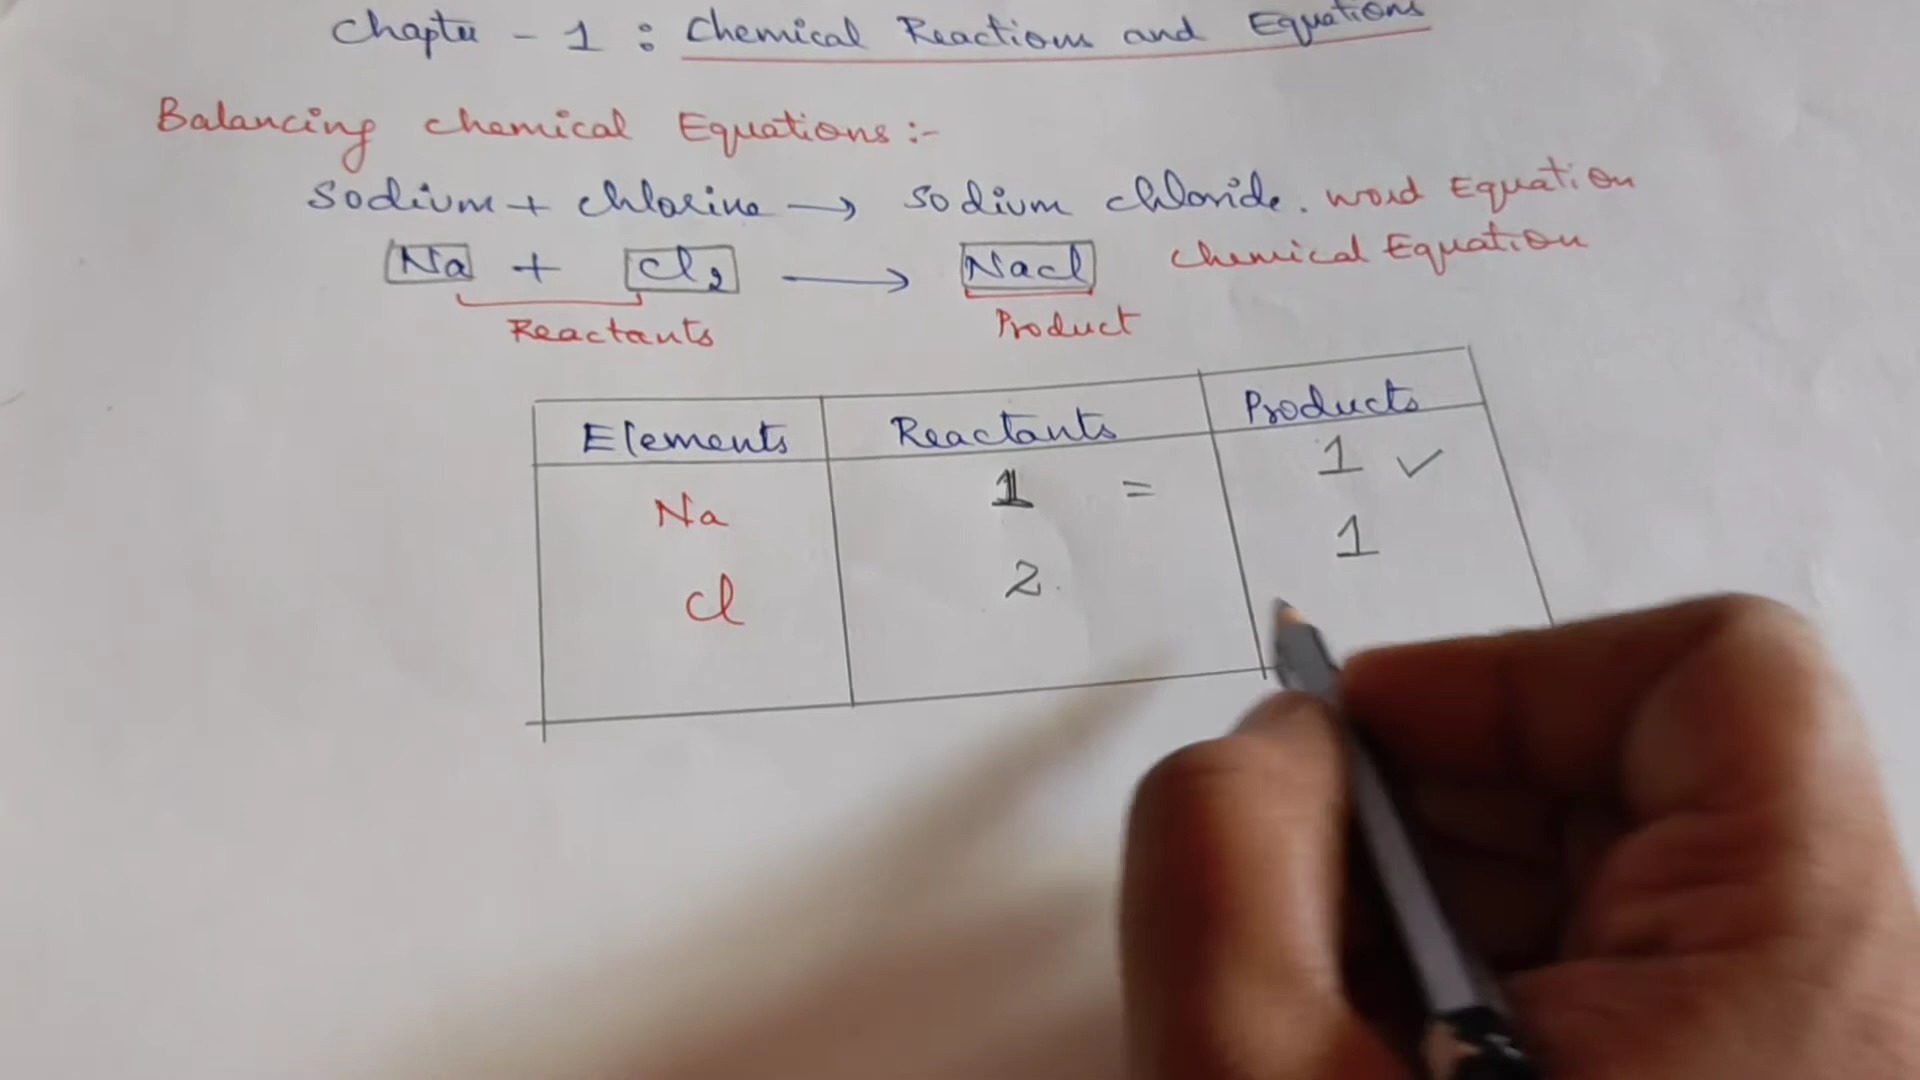 Chapter - 1 : Chemical Reactions and Equations
Balancing chemical Equations :-
Sodium + chlorine → Sodium chloride. word Equation
Na + Cl₂ → Nacl chemical Equation
Reactants Product
Elements Reactants Products
Na 1 = 1 ✓
Cl 2 1